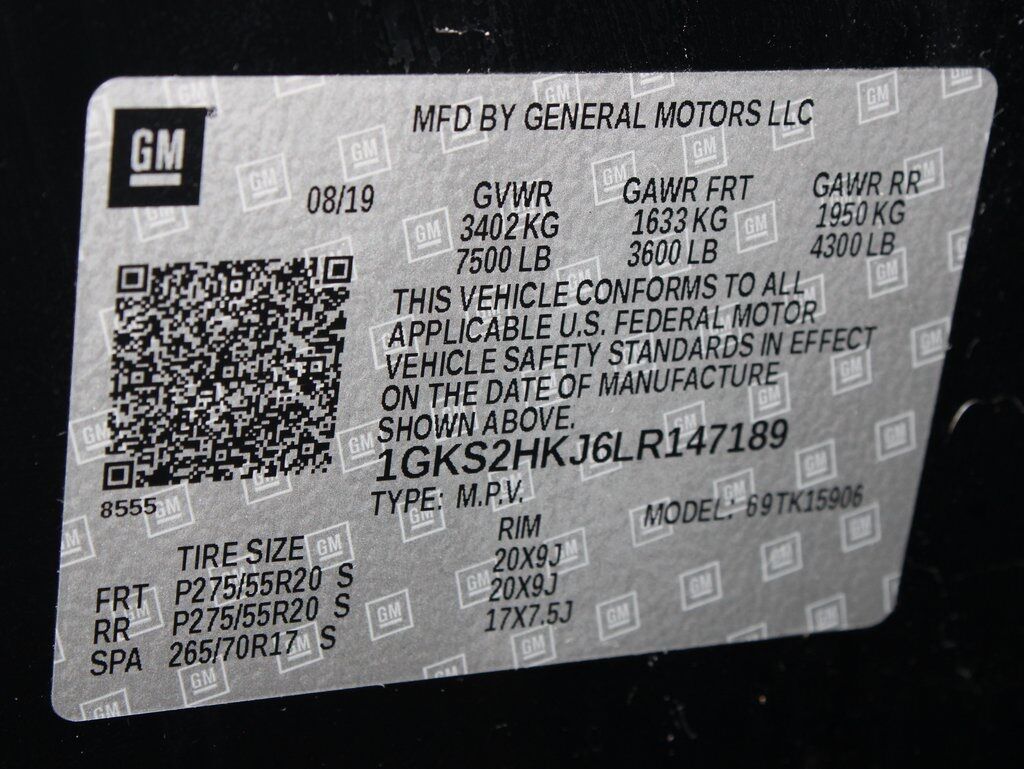 GM
MFD BY GENERAL MOTORS LLC
08/19
GVWR GAWR FRT GAWR RR
3402 KG 1633 KG 1950 KG
7500 LB 3600 LB 4300 LB
THIS VEHICLE CONFORMS TO ALL
APPLICABLE U.S. FEDERAL MOTOR
VEHICLE SAFETY STANDARDS IN EFFECT
ON THE DATE OF MANUFACTURE
SHOWN ABOVE.
1GKS2HKJ6LR147189
8555
TYPE: M.P.V. MODEL: 69TK15906
TIRE SIZE RIM
FRT P275/55R20 S 20X9J
RR P275/55R20 S 20X9J
SPA 265/70R17 S 17X7.5J